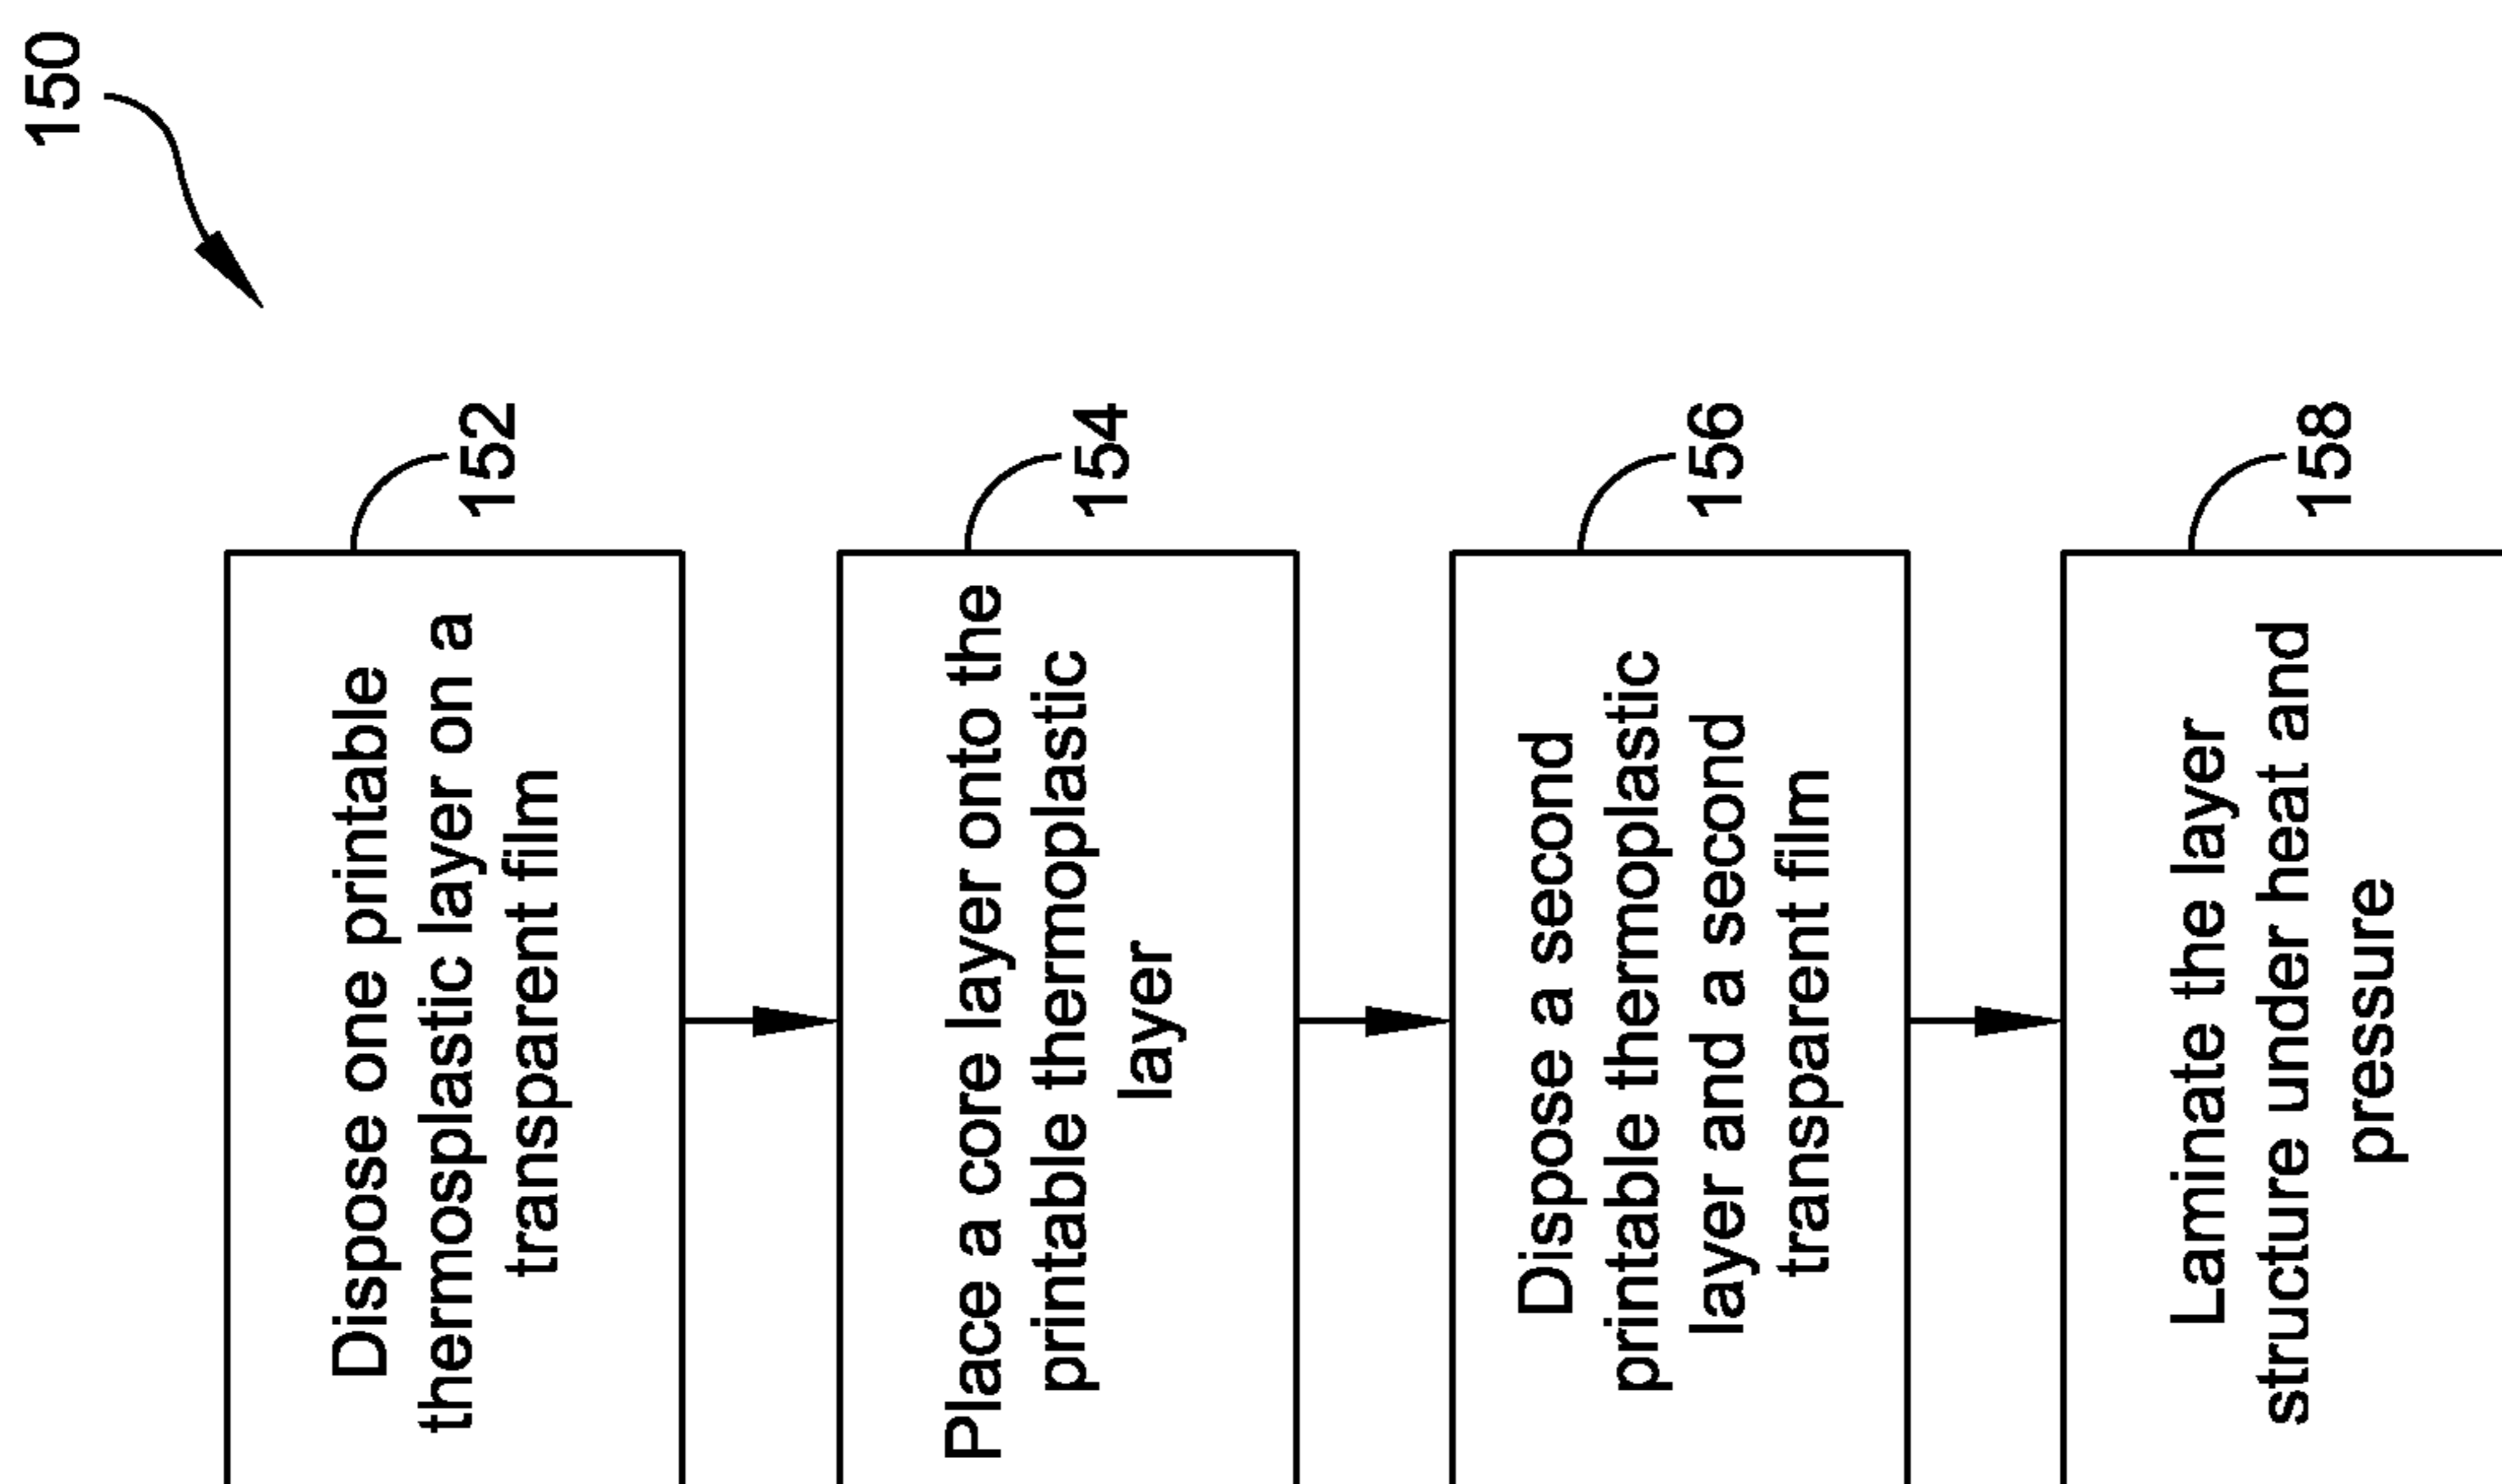 150
Dispose one printable
thermosplastic layer on a
transparent film
152
Place a core layer onto the
printable thermoplastic
layer
154
Dispose a second
printable thermoplastic
layer and a second
transparent film
156
Laminate the layer
structure under heat and
pressure
158